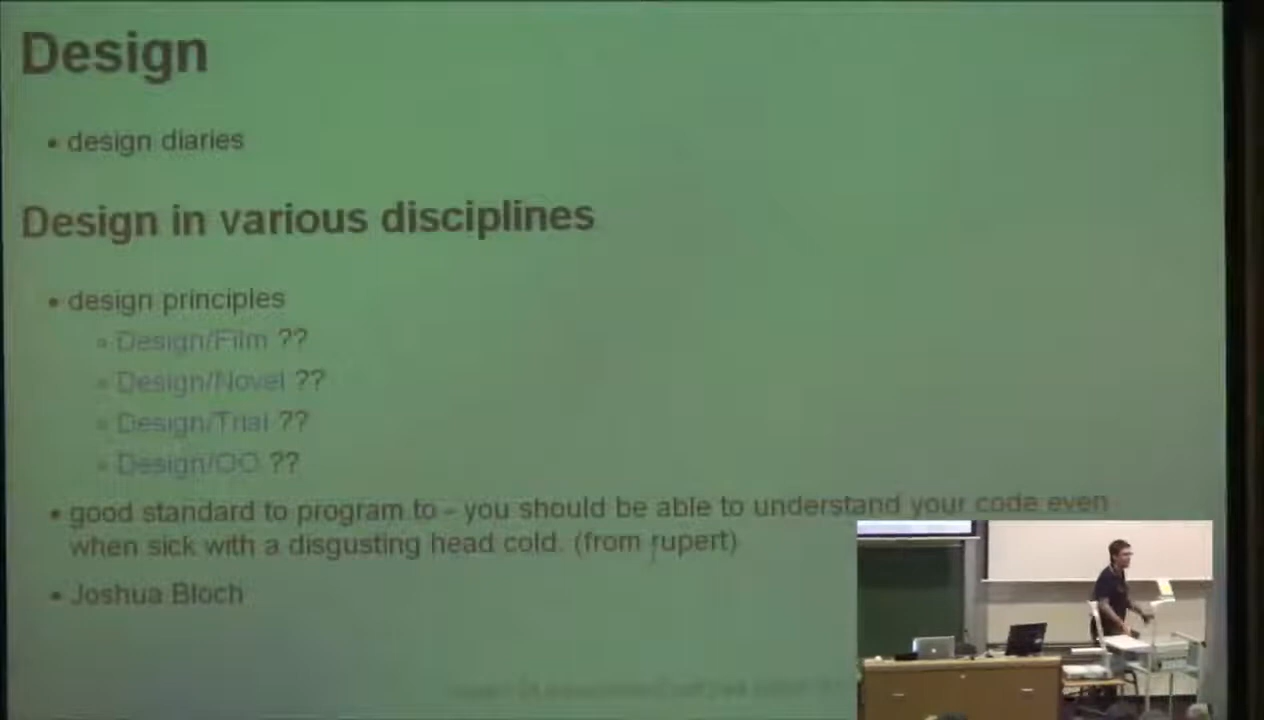 Design
• design diaries
Design in various disciplines
• design principles
Design/Film ??
Design/Novel ??
Design/Trial ??
Design/OO ??
• good standard to program to - you should be able to understand your code even
when sick with a disgusting head cold. (from rupert)
• Joshua Bloch